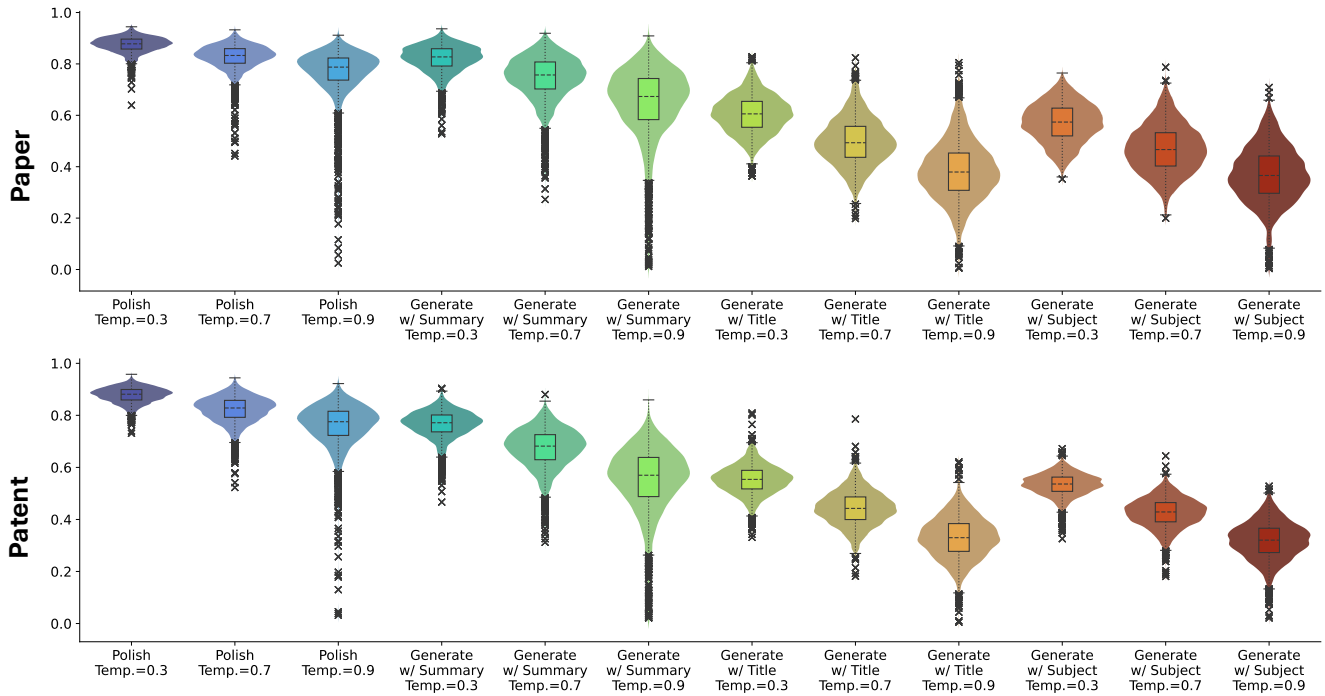 Paper
1.0
0.8
0.6
0.4
0.2
0.0
Polish
Temp.=0.3
Polish
Temp.=0.7
Polish
Temp.=0.9
Generate
w/ Summary
Temp.=0.3
Generate
w/ Summary
Temp.=0.7
Generate
w/ Summary
Temp.=0.9
Generate
w/ Title
Temp.=0.3
Generate
w/ Title
Temp.=0.7
Generate
w/ Title
Temp.=0.9
Generate
w/ Subject
Temp.=0.3
Generate
w/ Subject
Temp.=0.7
Generate
w/ Subject
Temp.=0.9
Patent
1.0
0.8
0.6
0.4
0.2
0.0
Polish
Temp.=0.3
Polish
Temp.=0.7
Polish
Temp.=0.9
Generate
w/ Summary
Temp.=0.3
Generate
w/ Summary
Temp.=0.7
Generate
w/ Summary
Temp.=0.9
Generate
w/ Title
Temp.=0.3
Generate
w/ Title
Temp.=0.7
Generate
w/ Title
Temp.=0.9
Generate
w/ Subject
Temp.=0.3
Generate
w/ Subject
Temp.=0.7
Generate
w/ Subject
Temp.=0.9